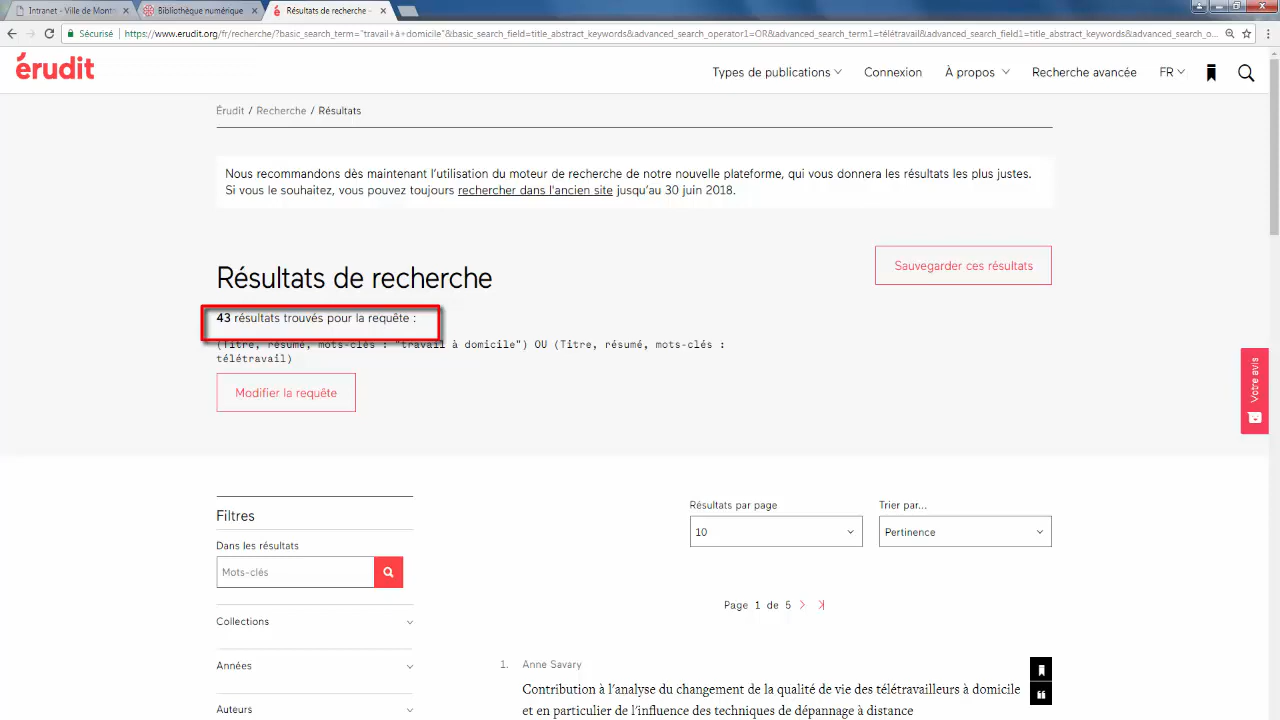 Intranet - Ville de Mont
Bibliothèque numérique
Résultats de recherche -
Sécurisé
https://www.erudit.org/fr/recherche/?basic_search_term="travail+à+domicile"&basic_search_field=title_abstract_keywords&advanced_search_operator1=OR&advanced_search_term1=télétravail&advanced_search_field1=title_abstract_keywords&advanced_search_o...
érudit
Types de publications
Connexion
À propos
Recherche avancée
FR
Érudit / Recherche / Résultats
Nous recommandons dès maintenant l'utilisation du moteur de recherche de notre nouvelle plateforme, qui vous donnera les résultats les plus justes.
Si vous le souhaitez, vous pouvez toujours rechercher dans l'ancien site jusqu'au 30 juin 2018.
Résultats de recherche
Sauvegarder ces résultats
43 résultats trouvés pour la requête :
(Titre, résumé, mots-clés : "travail à domicile") OU (Titre, résumé, mots-clés :
télétravail)
Modifier la requête
Votre avis
Filtres
Dans les résultats
Mots-clés
Collections
Années
Auteurs
Résultats par page
10
Trier par...
Pertinence
Page 1 de 5
1. Anne Savary
Contribution à l'analyse du changement de la qualité de vie des télétravailleurs à domicile
et en particulier de l'influence des techniques de dépannage à distance